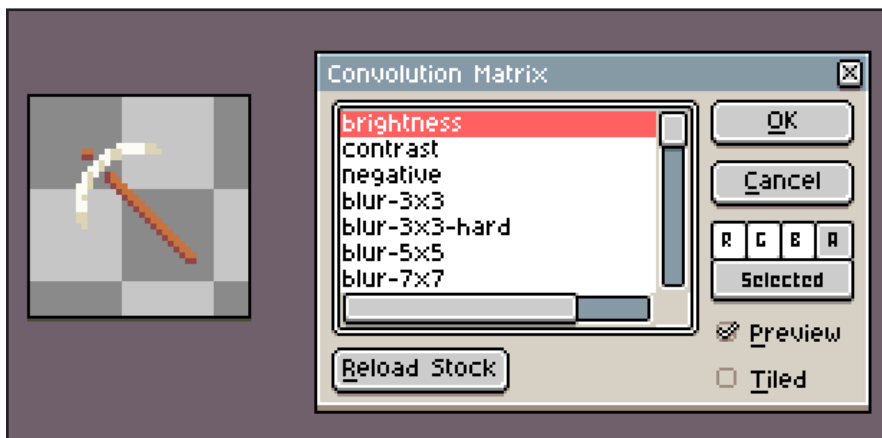 Convolution Matrix
brightness
contrast
negative
blur-3x3
blur-3x3-hard
blur-5x5
blur-7x7
Reload Stock
OK
Cancel
R G B A
Selected
Preview
Tiled